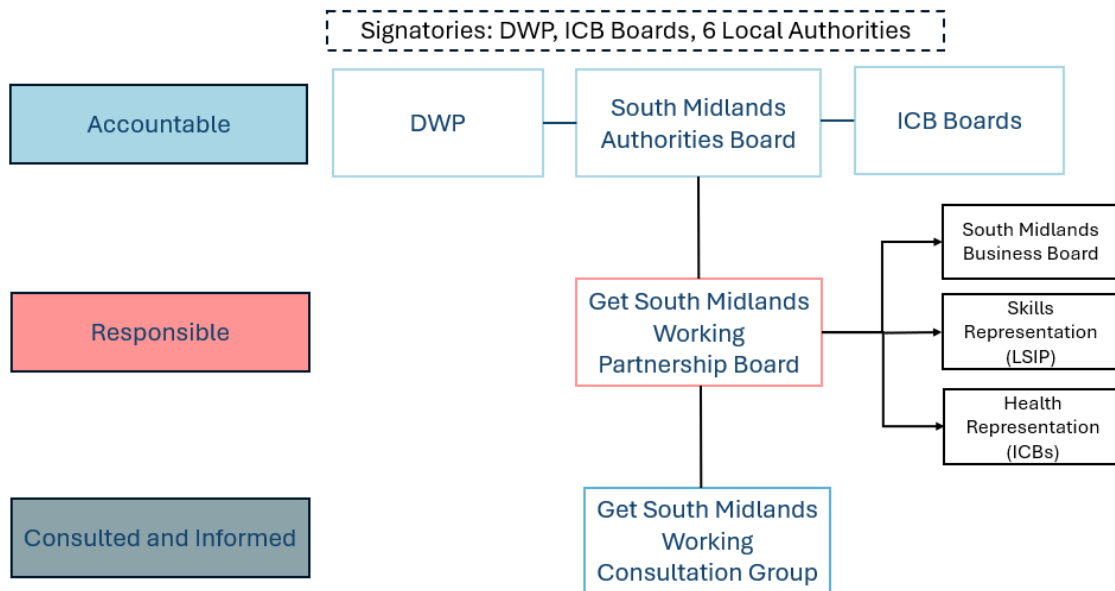 Signatories: DWP, ICB Boards, 6 Local Authorities
Accountable
DWP
South Midlands
Authorities Board
ICB Boards
South Midlands
Business Board
Responsible
Get South Midlands
Working
Partnership Board
Skills
Representation
(LSIP)
Health
Representation
(ICBs)
Consulted and Informed
Get South Midlands
Working
Consultation Group